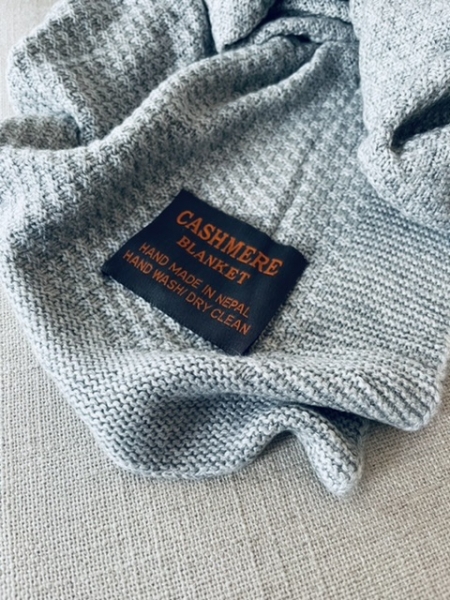 CASHMERE
BLANKET
HAND MADE IN NEPAL
HAND WASH/ DRY CLEAN